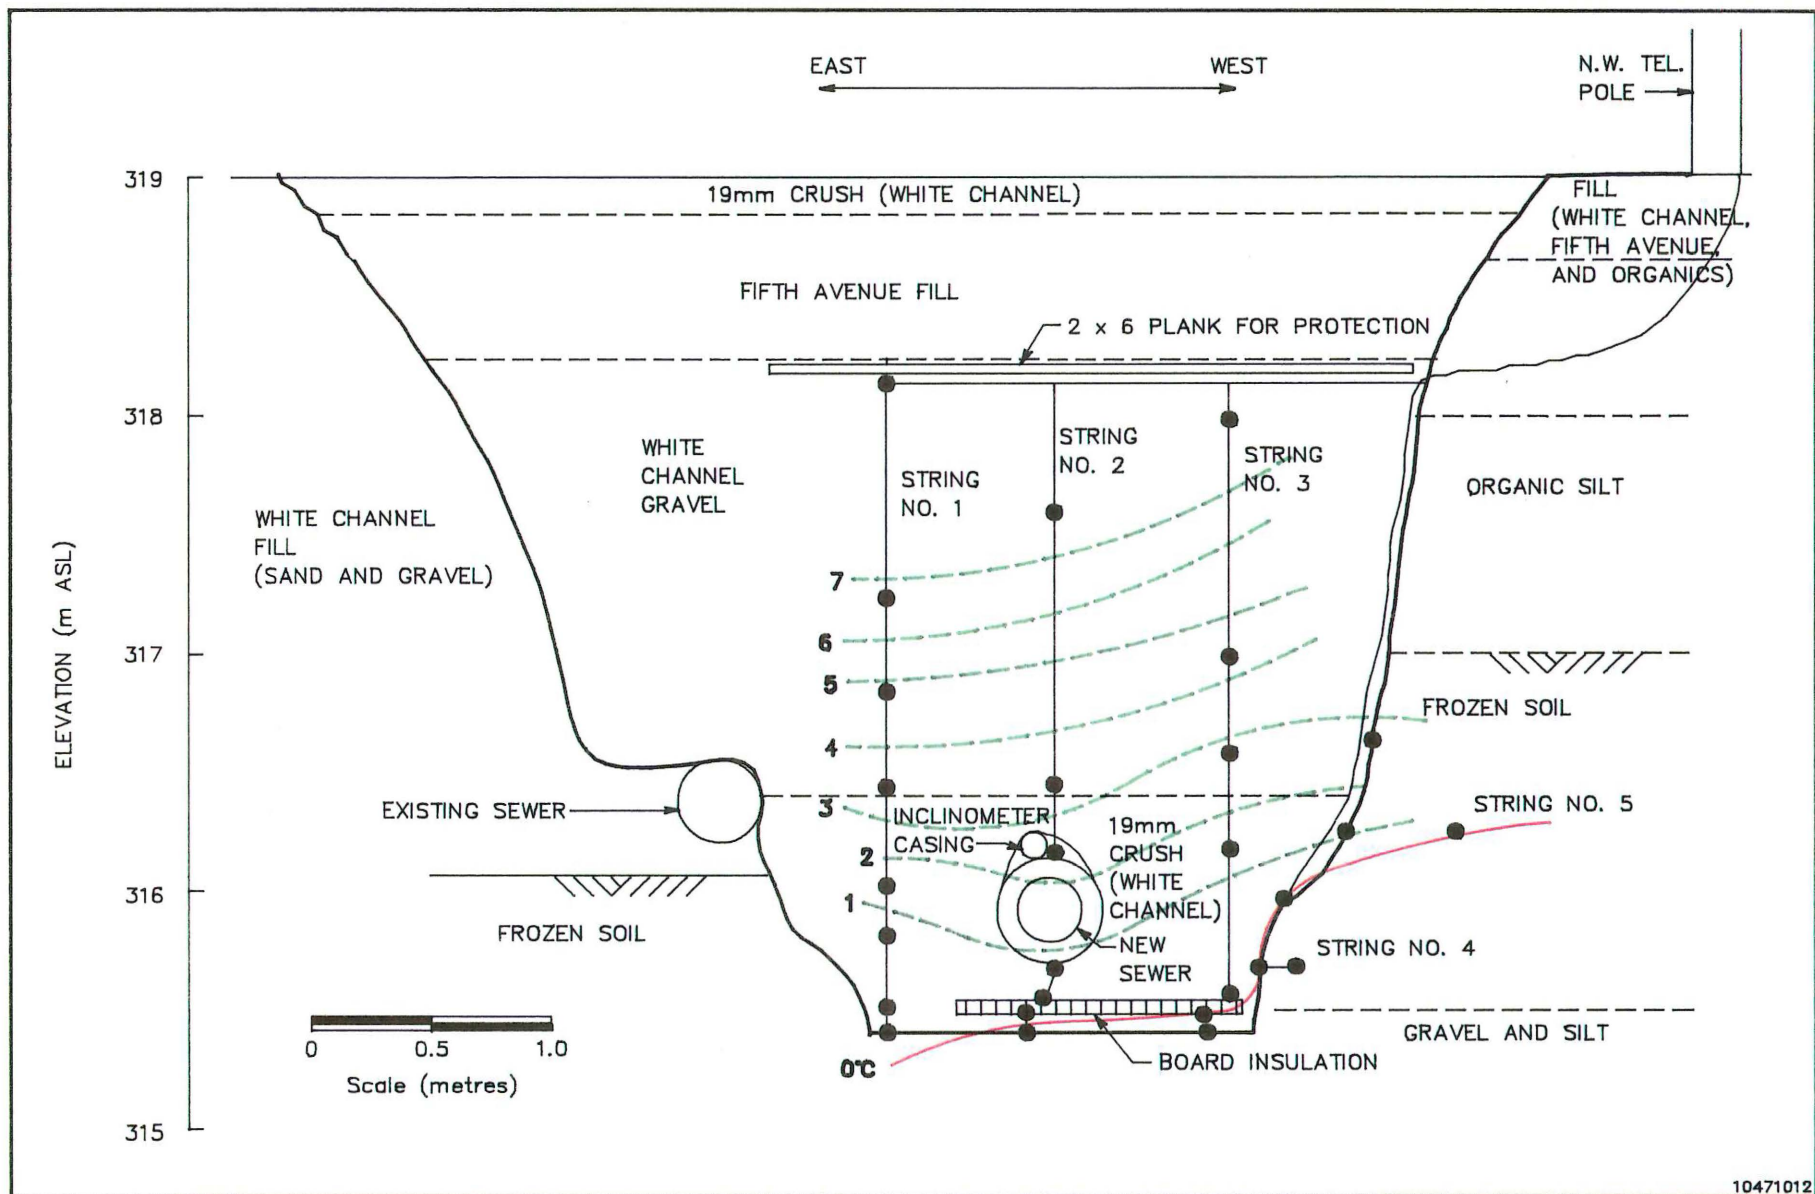 EAST
WEST
N.W. TEL.
POLE
319
19mm CRUSH (WHITE CHANNEL)
FILL
(WHITE CHANNEL,
FIFTH AVENUE,
AND ORGANICS)
FIFTH AVENUE FILL
2 x 6 PLANK FOR PROTECTION
318
WHITE
CHANNEL
GRAVEL
STRING
NO. 1
STRING
NO. 2
STRING
NO. 3
ORGANIC SILT
WHITE CHANNEL
FILL
(SAND AND GRAVEL)
ELEVATION (m ASL)
7
6
317
5
4
FROZEN SOIL
EXISTING SEWER
3
INCLINOMETER
CASING
19mm
CRUSH
(WHITE
CHANNEL)
STRING NO. 5
2
316
1
FROZEN SOIL
NEW
SEWER
STRING NO. 4
GRAVEL AND SILT
BOARD INSULATION
0°C
0
0.5
1.0
Scale (metres)
315
10471012